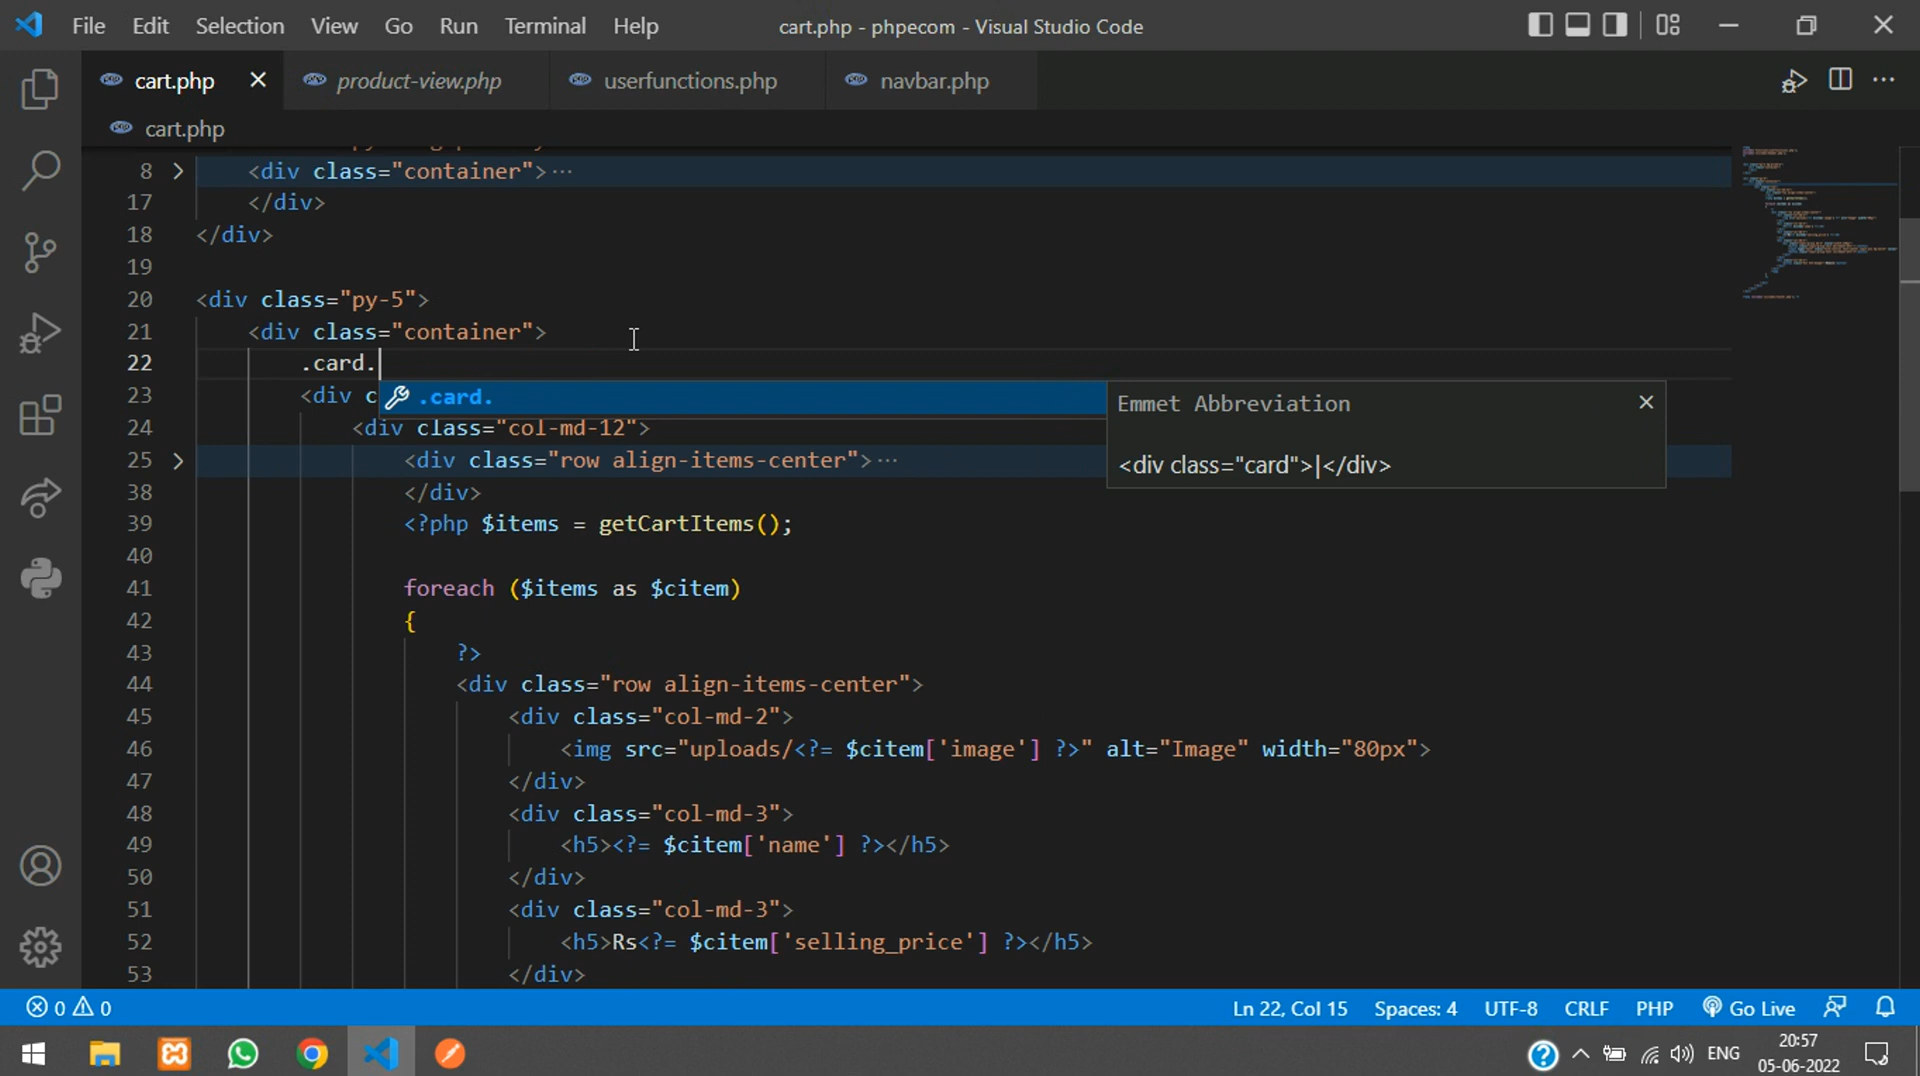 File Edit Selection View Go Run Terminal Help cart.php - phpecom - Visual Studio Code
cart.php product-view.php userfunctions.php navbar.php
cart.php
8 <div class="container">
17 </div>
18 </div>
19
20 <div class="py-5">
21 <div class="container">
22 .card.
23 <div c .card.
Emmet Abbreviation
24 <div class="col-md-12">
25 <div class="row align-items-center">
<div class="card">|</div>
38 </div>
39 <?php $items = getCartItems();
40
41 foreach ($items as $citem)
42 {
43 ?>
44 <div class="row align-items-center">
45 <div class="col-md-2">
46 <img src="uploads/<?= $citem['image'] ?>" alt="Image" width="80px">
47 </div>
48 <div class="col-md-3">
49 <h5><?= $citem['name'] ?></h5>
50 </div>
51 <div class="col-md-3">
52 <h5>Rs<?= $citem['selling_price'] ?></h5>
53 </div>
0 0 Ln 22, Col 15 Spaces: 4 UTF-8 CRLF PHP Go Live
ENG 20:57
05-06-2022